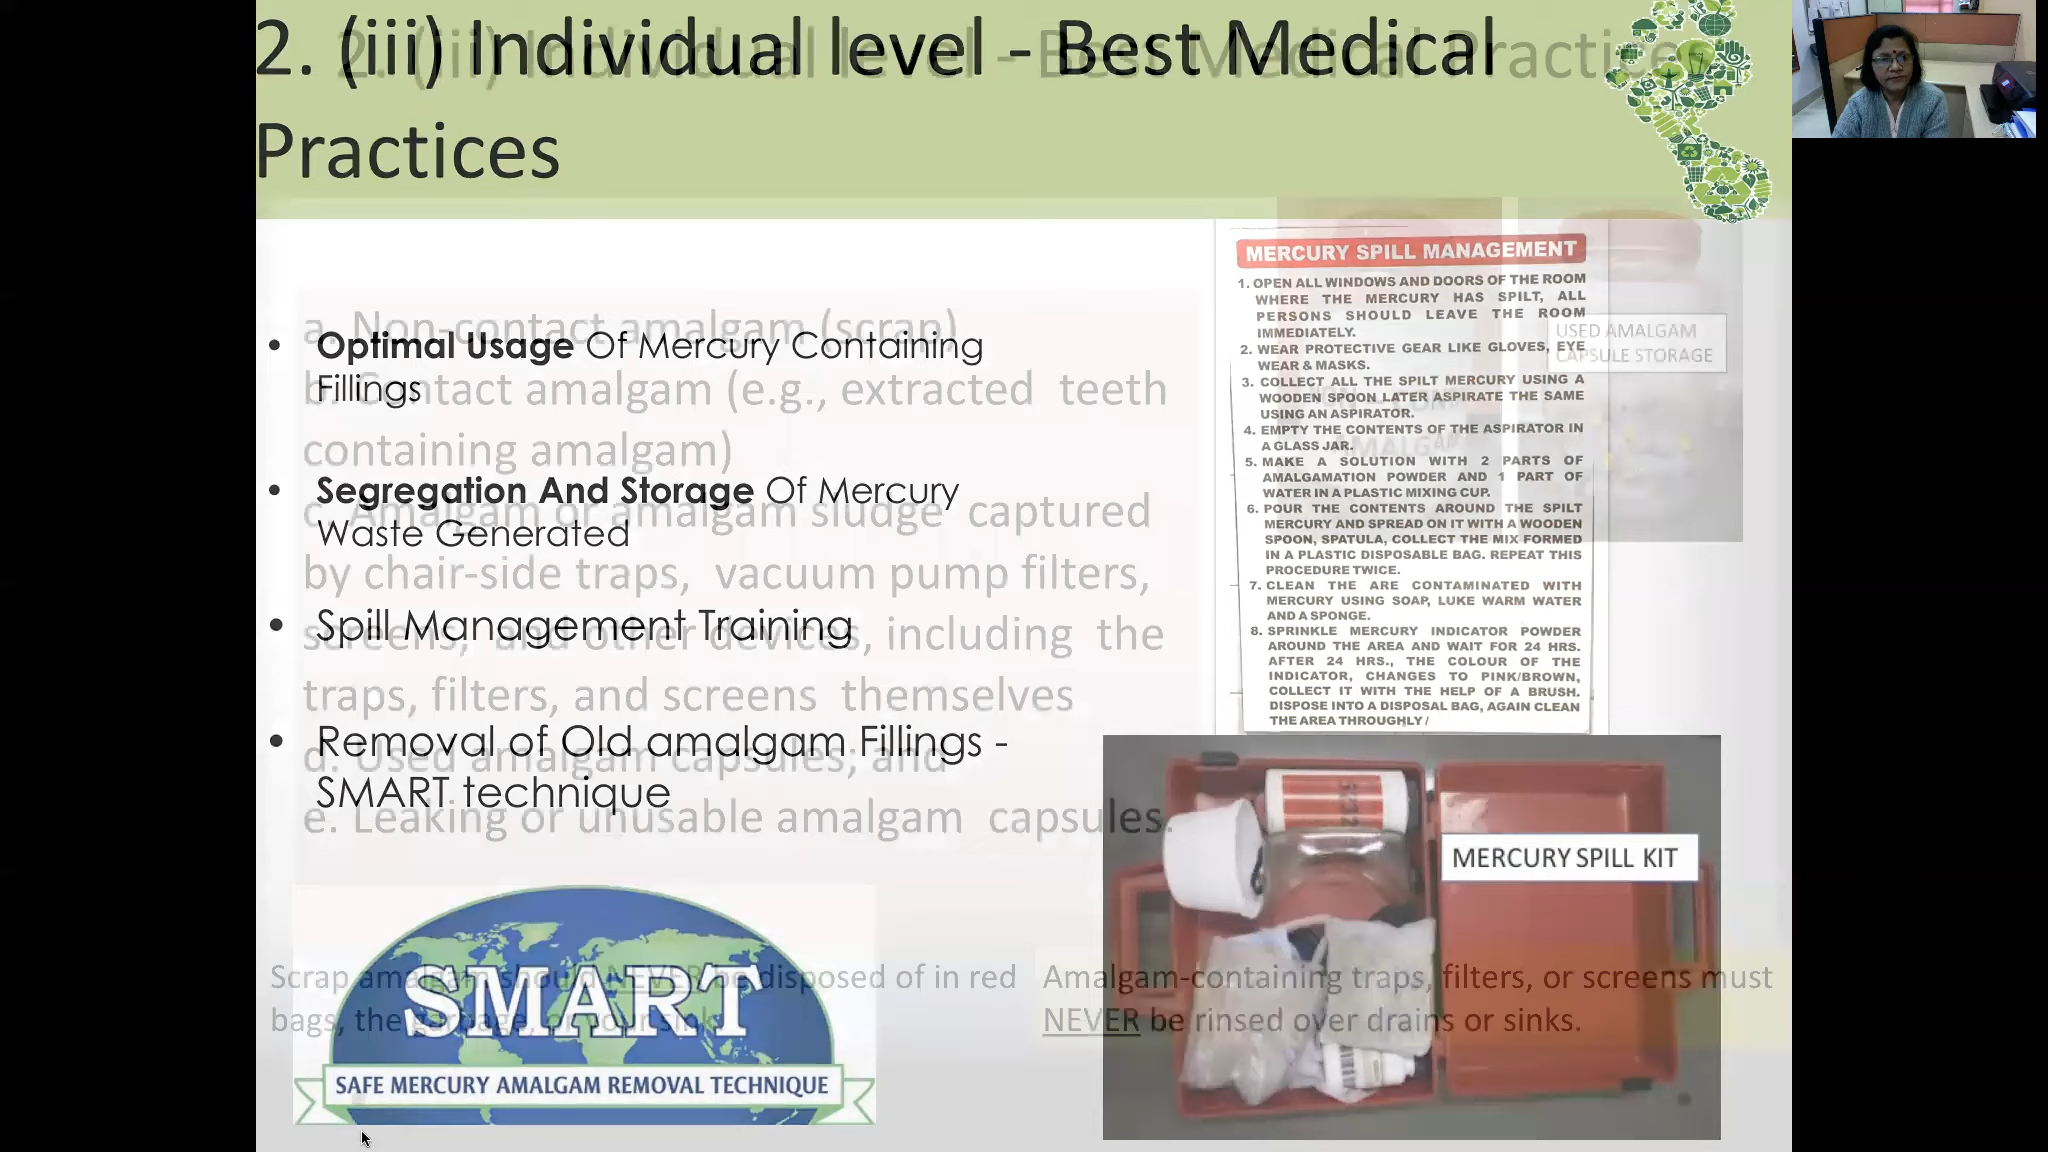 2. (iii) Individual level - Best Medical
Practices
2. (iii) Individual level - Best Medical Practices
• Optimal Usage Of Mercury Containing
Fillings
• Segregation And Storage Of Mercury
Waste Generated
• Spill Management Training
• Removal of Old amalgam Fillings -
SMART technique
a. Non-contact amalgam (scrap)
b. Contact amalgam (e.g., extracted teeth
containing amalgam)
c. Amalgam or amalgam sludge captured
by chair-side traps, vacuum pump filters,
screens, and other devices, including the
traps, filters, and screens themselves
d. Used amalgam capsules; and
e. Leaking or unusable amalgam capsules.
MERCURY SPILL MANAGEMENT
1. OPEN ALL WINDOWS AND DOORS OF THE ROOM
WHERE THE MERCURY HAS SPILT, ALL
PERSONS SHOULD LEAVE THE ROOM
IMMEDIATELY.
2. WEAR PROTECTIVE GEAR LIKE GLOVES, EYE
WEAR & MASKS.
3. COLLECT ALL THE SPILT MERCURY USING A
WOODEN SPOON LATER ASPIRATE THE SAME
USING AN ASPIRATOR.
4. EMPTY THE CONTENTS OF THE ASPIRATOR IN
A GLASS JAR.
5. MAKE A SOLUTION WITH 2 PARTS OF
AMALGAMATION POWDER AND 1 PART OF
WATER IN A PLASTIC MIXING CUP.
6. POUR THE CONTENTS AROUND THE SPILT
MERCURY AND SPREAD ON IT WITH A WOODEN
SPOON, SPATULA, COLLECT THE MIX FORMED
IN A PLASTIC DISPOSABLE BAG. REPEAT THIS
PROCEDURE TWICE.
7. CLEAN THE ARE CONTAMINATED WITH
MERCURY USING SOAP, LUKE WARM WATER
AND A SPONGE.
8. SPRINKLE MERCURY INDICATOR POWDER
AROUND THE AREA AND WAIT FOR 24 HRS.
AFTER 24 HRS., THE COLOUR OF THE
INDICATOR, CHANGES TO PINK/BROWN,
COLLECT IT WITH THE HELP OF A BRUSH.
DISPOSE INTO A DISPOSAL BAG, AGAIN CLEAN
THE AREA THROUGHLY /
USED AMALGAM
CAPSULE STORAGE
MERCURY SPILL KIT
SMART
SAFE MERCURY AMALGAM REMOVAL TECHNIQUE
Scrap amalgam should NEVER be disposed of in red
bags, the garbage, or your sink
Amalgam-containing traps, filters, or screens must
NEVER be rinsed over drains or sinks.